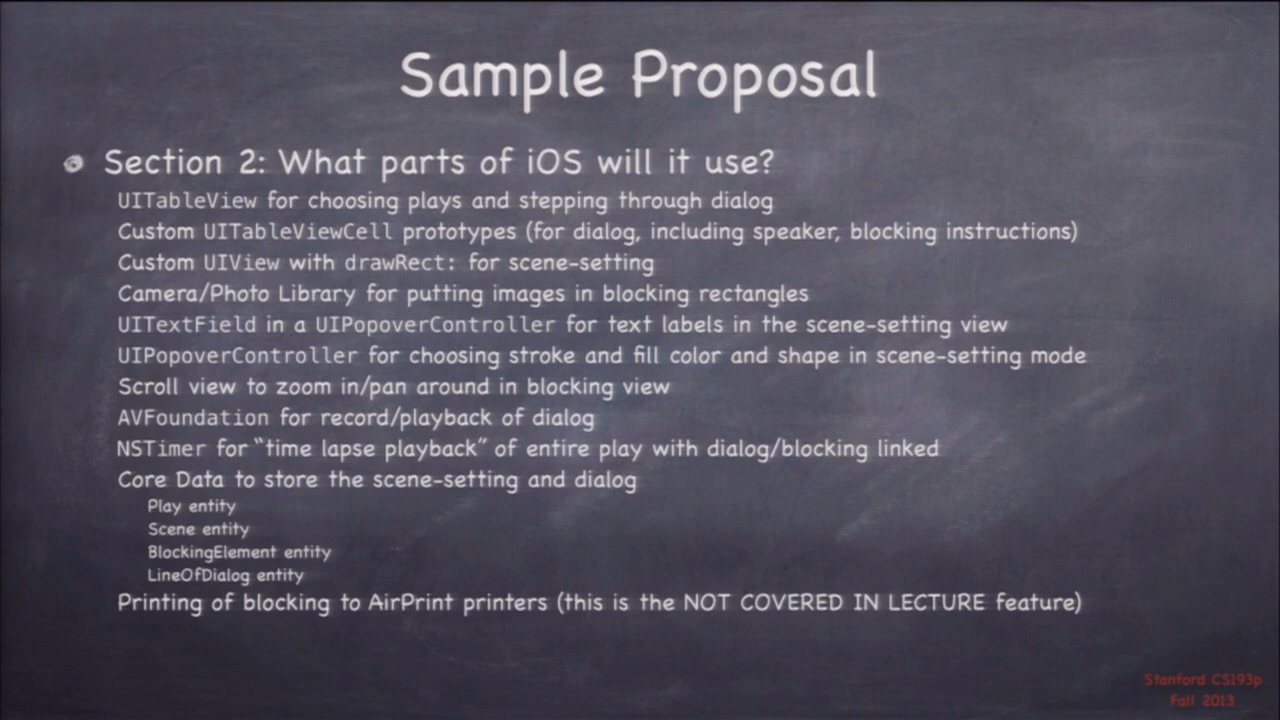 Sample Proposal
Section 2: What parts of iOS will it use?
UITableView for choosing plays and stepping through dialog
Custom UITableViewCell prototypes (for dialog, including speaker, blocking instructions)
Custom UIView with drawRect: for scene-setting
Camera/Photo Library for putting images in blocking rectangles
UITextField in a UIPopoverController for text labels in the scene-setting view
UIPopoverController for choosing stroke and fill color and shape in scene-setting mode
Scroll view to zoom in/pan around in blocking view
AVFoundation for record/playback of dialog
NSTimer for “time lapse playback” of entire play with dialog/blocking linked
Core Data to store the scene-setting and dialog
Play entity
Scene entity
BlockingElement entity
LineOfDialog entity
Printing of blocking to AirPrint printers (this is the NOT COVERED IN LECTURE feature)
Stanford CS193p
Fall 2013